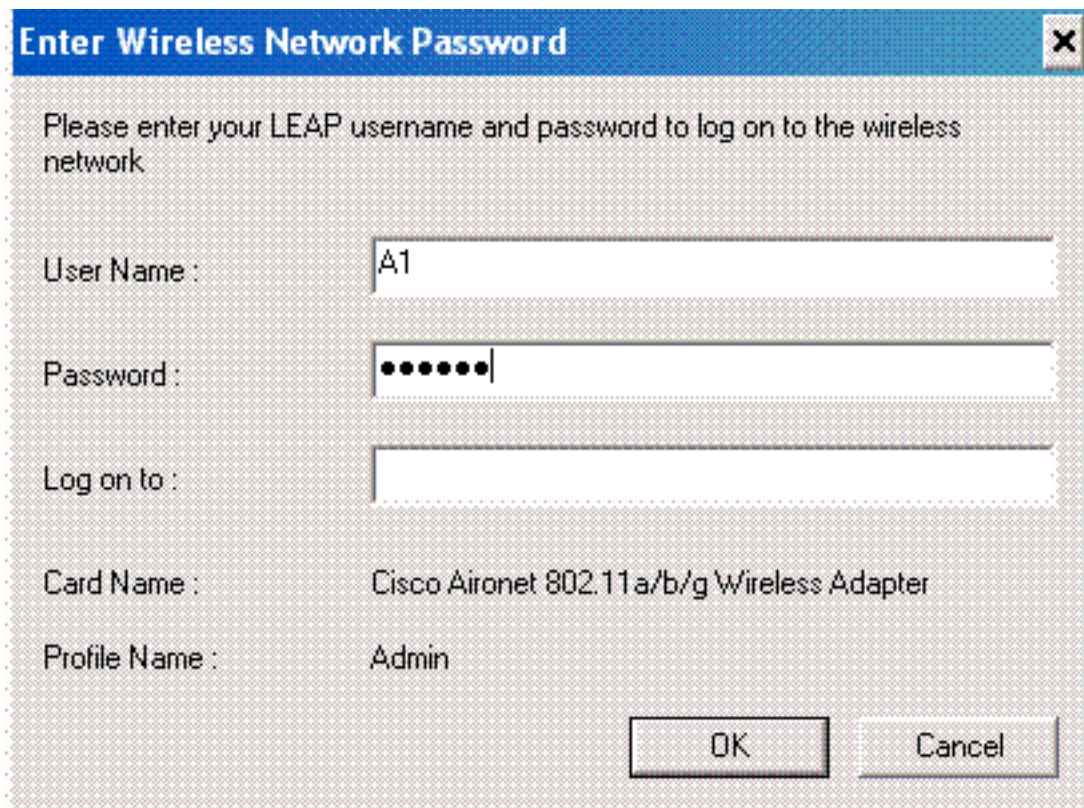 Enter Wireless Network Password
Please enter your LEAP username and password to log on to the wireless
network
User Name : A1
Password : ●●●●●●
Log on to :
Card Name : Cisco Aironet 802.11a/b/g Wireless Adapter
Profile Name : Admin
OK Cancel